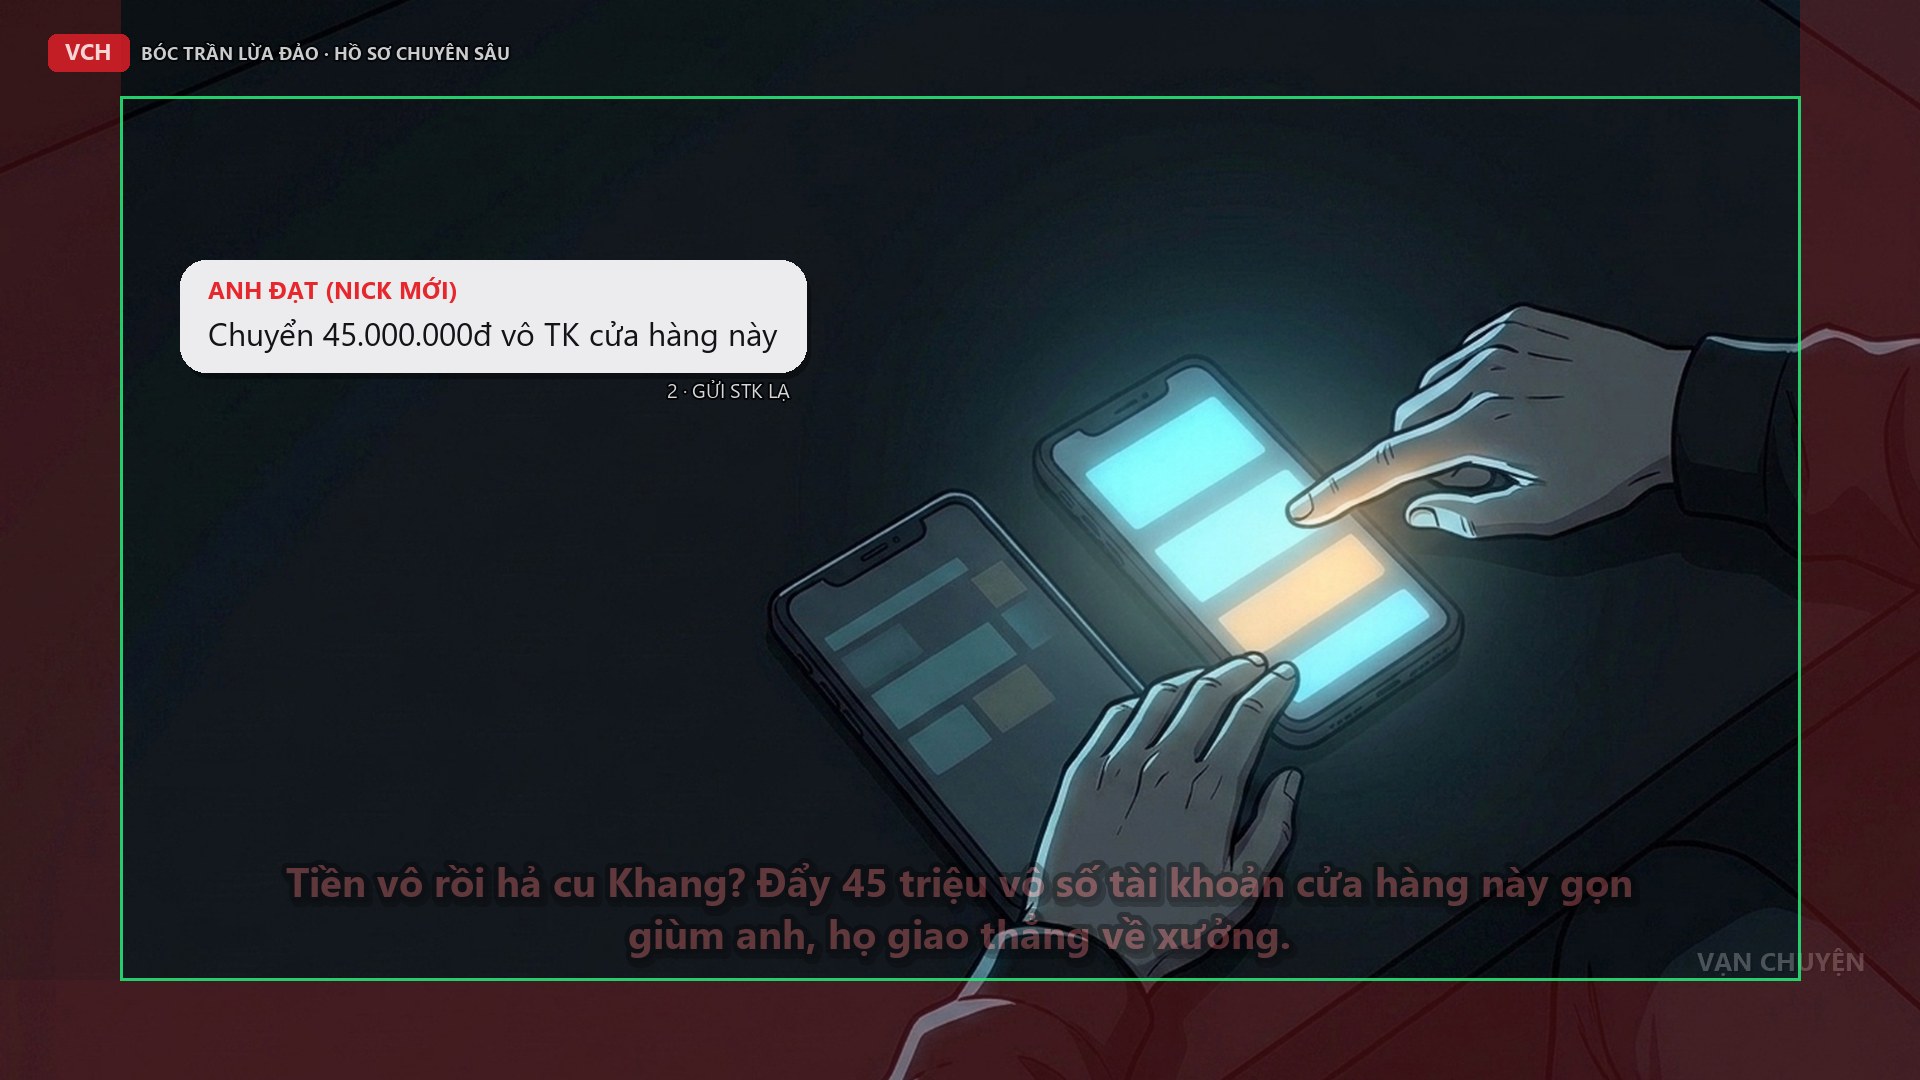 VCH BÓC TRẦN LỪA ĐẢO · HỒ SƠ CHUYÊN SÂU
ANH ĐẠT (NICK MỚI)
Chuyển 45.000.000đ vô TK cửa hàng này
2 · GỬI STK LẠ
Tiền vô rồi hả cu Khang? Đẩy 45 triệu vô số tài khoản cửa hàng này gọn
giùm anh, họ giao thẳng về xưởng.
VẠN CHUYỆN